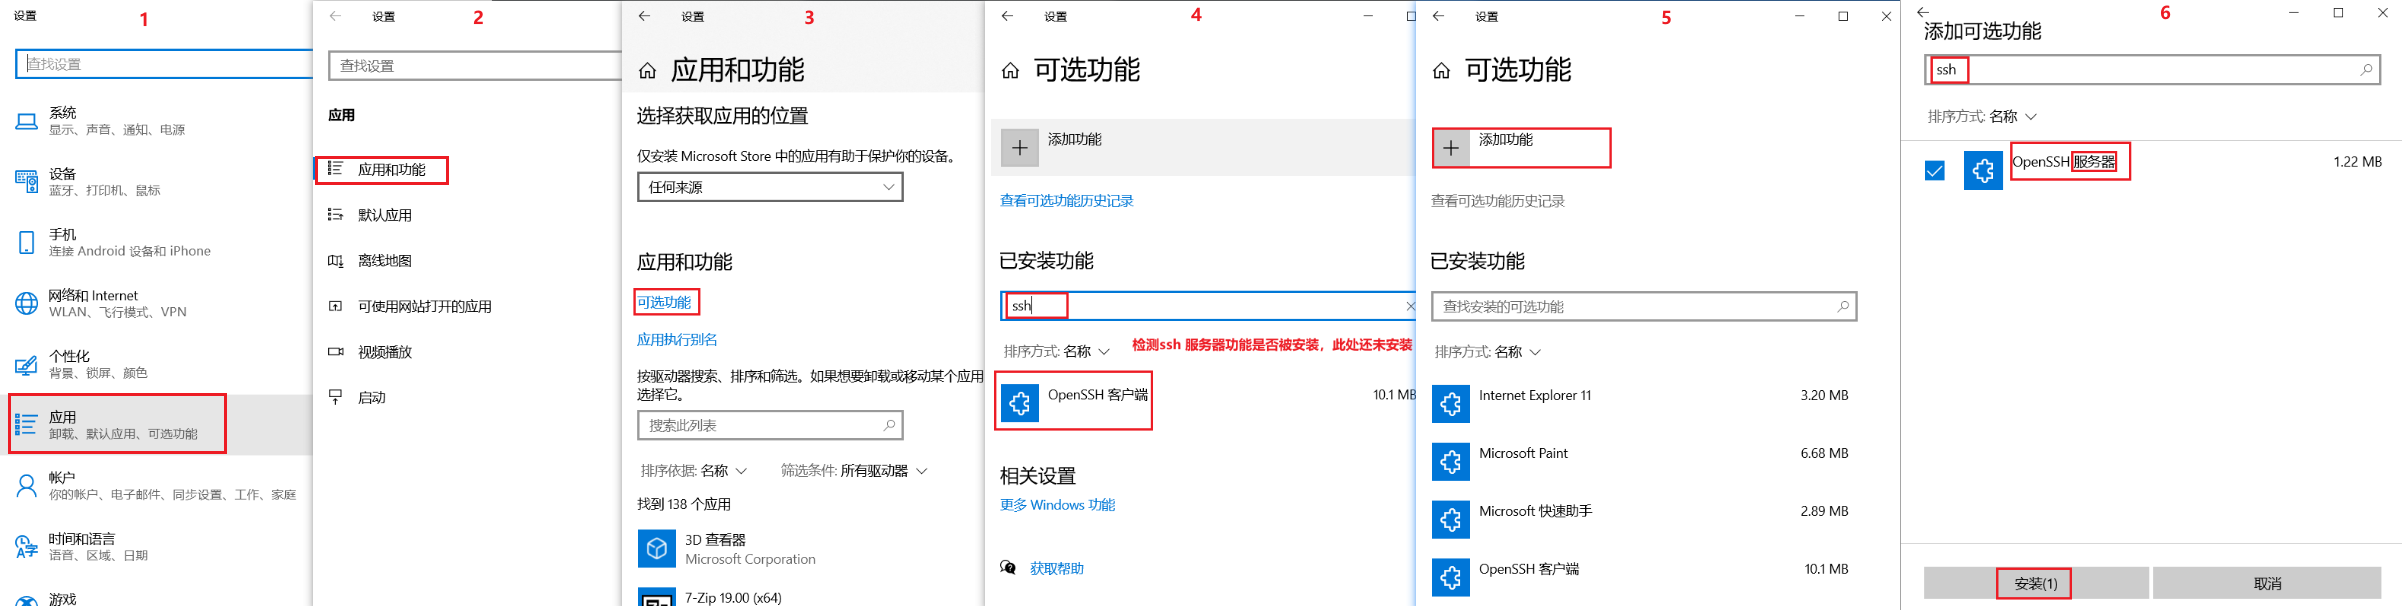 设置
1
查找设置
系统
显示、声音、通知、电源
设备
蓝牙、打印机、鼠标
手机
连接 Android 设备和 iPhone
网络和 Internet
WLAN、飞行模式、VPN
个性化
背景、锁屏、颜色
应用
卸载、默认应用、可选功能
帐户
你的帐户、电子邮件、同步设置、工作、家庭
时间和语言
语音、区域、日期
游戏
设置
2
查找设置
应用
应用和功能
默认应用
离线地图
可使用网站打开的应用
视频播放
启动
设置
3
应用和功能
选择获取应用的位置
仅安装 Microsoft Store 中的应用有助于保护你的设备。
任何来源
应用和功能
可选功能
应用执行别名
按驱动器搜索、排序和筛选。如果想要卸载或移动某个应用
选择它。
搜索此列表
排序依据: 名称
筛选条件: 所有驱动器
找到 138 个应用
3D 查看器
Microsoft Corporation
7-Zip 19.00 (x64)
设置
4
可选功能
添加功能
查看可选功能历史记录
已安装功能
ssh
排序方式: 名称
检测ssh 服务器功能是否被安装，此处还未安装
OpenSSH 客户端
10.1 MB
相关设置
更多 Windows 功能
获取帮助
设置
5
可选功能
添加功能
查看可选功能历史记录
已安装功能
查找安装的可选功能
排序方式: 名称
Internet Explorer 11
3.20 MB
Microsoft Paint
6.68 MB
Microsoft 快速助手
2.89 MB
OpenSSH 客户端
10.1 MB
6
添加可选功能
ssh
排序方式: 名称
OpenSSH 服务器
1.22 MB
安装(1)
取消